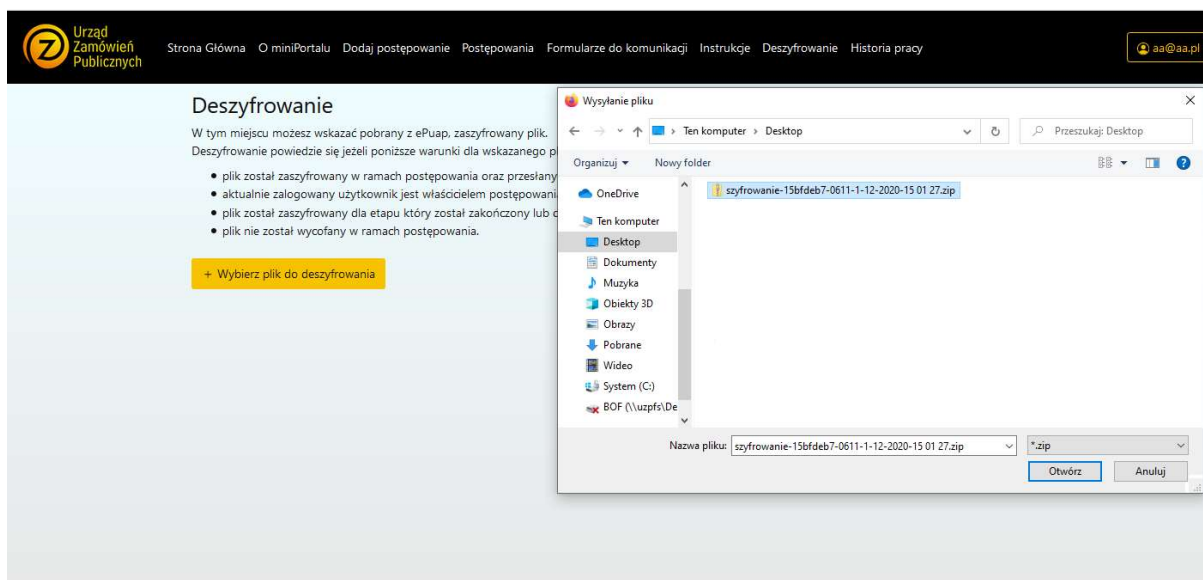 Urząd
Zamówień
Publicznych
Strona Główna O miniPortalu Dodaj postępowanie Postępowania Formularze do komunikacji Instrukcje Deszyfrowanie Historia pracy
aa@aa.pl
Deszyfrowanie
W tym miejscu możesz wskazać pobrany z ePuap, zaszyfrowany plik.
Deszyfrowanie powiedzie się jeżeli poniższe warunki dla wskazanego
plik został zaszyfrowany w ramach postępowania oraz przesłany
aktualnie zalogowany użytkownik jest właścicielem
plik został zaszyfrowany dla etapu który został zakończony lub
plik nie został wycofany w ramach postępowania.
+ Wybierz plik do deszyfrowania
Wysyłanie pliku
Ten komputer > Desktop
Przeszukaj: Desktop
Organizuj
Nowy folder
OneDrive
Ten komputer
Desktop
Dokumenty
Muzyka
Obiekty 3D
Obrazy
Pobrane
Wideo
System (C:)
BOF (\\uzpfs\De
szyfrowanie-15bfdeb7-0611-1-12-2020-15 01 27.zip
Nazwa pliku: szyfrowanie-15bfdeb7-0611-1-12-2020-15 01 27.zip
*.zip
Otwórz
Anuluj